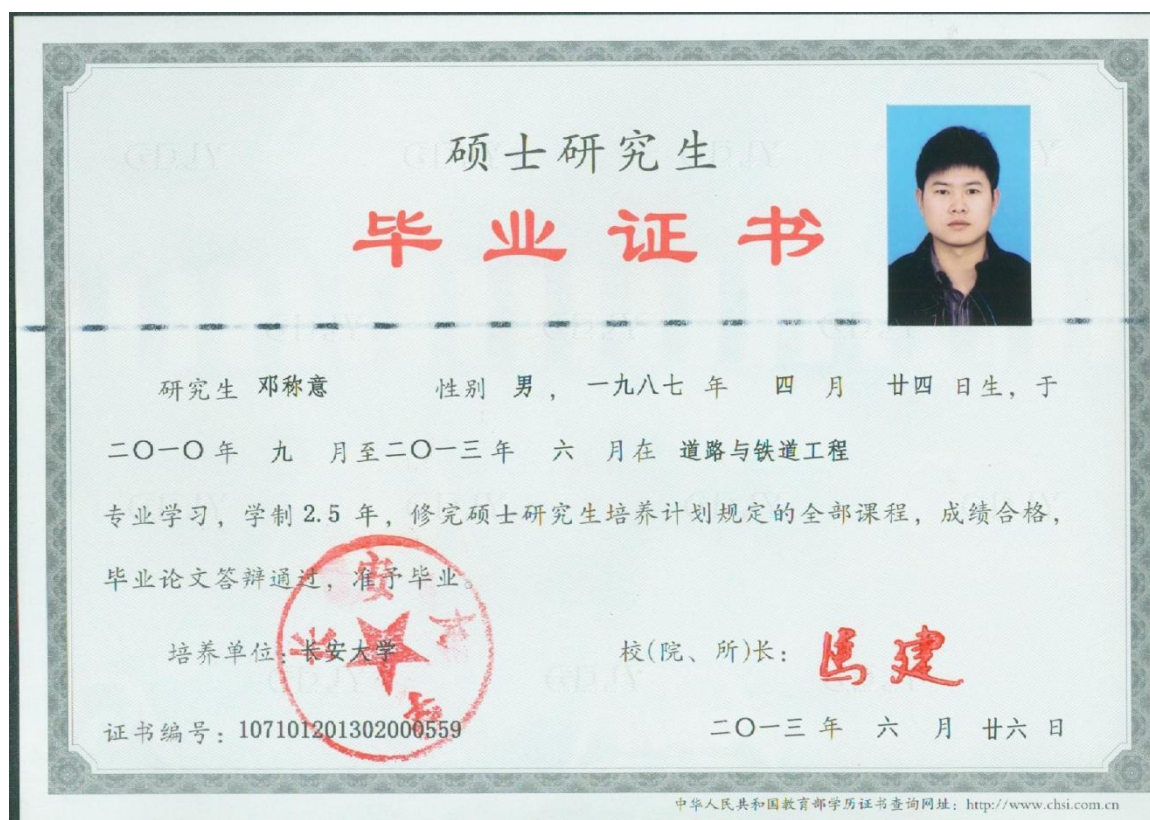 硕士研究生
毕业证书
研究生 邓称意 性别 男, 一九八七 年 四 月 廿四 日生, 于
二〇一〇年 九 月至二〇一三年 六 月在 道路与铁道工程
专业学习, 学制 2.5 年, 修完硕士研究生培养计划规定的全部课程, 成绩合格,
毕业论文答辩通过, 准予毕业。
培养单位: 长安大学
校(院、所)长: 马建
证书编号: 107101201302000559
二〇一三 年 六 月 廿六 日
中华人民共和国教育部学历证书查询网址: http://www.chsi.com.cn